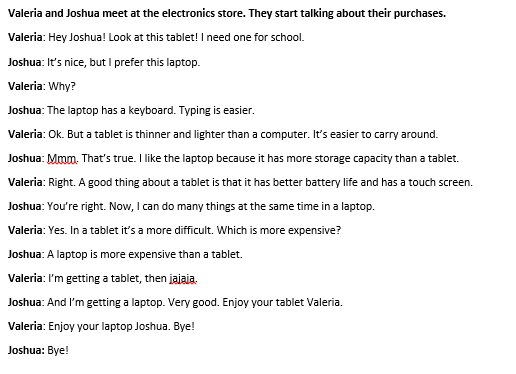 Valeria and Joshua meet at the electronics store. They start talking about their purchases.
Valeria: Hey Joshua! Look at this tablet! I need one for school.
Joshua: It's nice, but I prefer this laptop.
Valeria: Why?
Joshua: The laptop has a keyboard. Typing is easier.
Valeria: Ok. But a tablet is thinner and lighter than a computer. It's easier to carry around.
Joshua: Mmm. That's true. I like the laptop because it has more storage capacity than a tablet.
Valeria: Right. A good thing about a tablet is that it has better battery life and has a touch screen.
Joshua: You're right. Now, I can do many things at the same time in a laptop.
Valeria: Yes. In a tablet it's a more difficult. Which is more expensive?
Joshua: A laptop is more expensive than a tablet.
Valeria: I'm getting a tablet, then jajaja.
Joshua: And I'm getting a laptop. Very good. Enjoy your tablet Valeria.
Valeria: Enjoy your laptop Joshua. Bye!
Joshua: Bye!